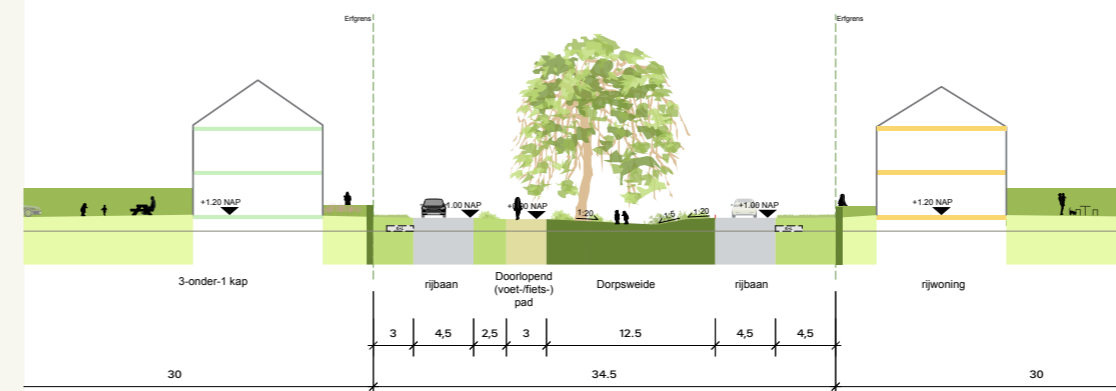 Erfgrens
Erfgrens
+1.20 NAP
+1.00 NAP
1:20
1:5
1:20
+1.00 NAP
+1.20 NAP
3-onder-1 kap
rijbaan
Doorlopend
(voet-/fiets-)
pad
Dorpsweide
rijbaan
rijwoning
3
4,5
2,5
3
12.5
4,5
4,5
30
34.5
30